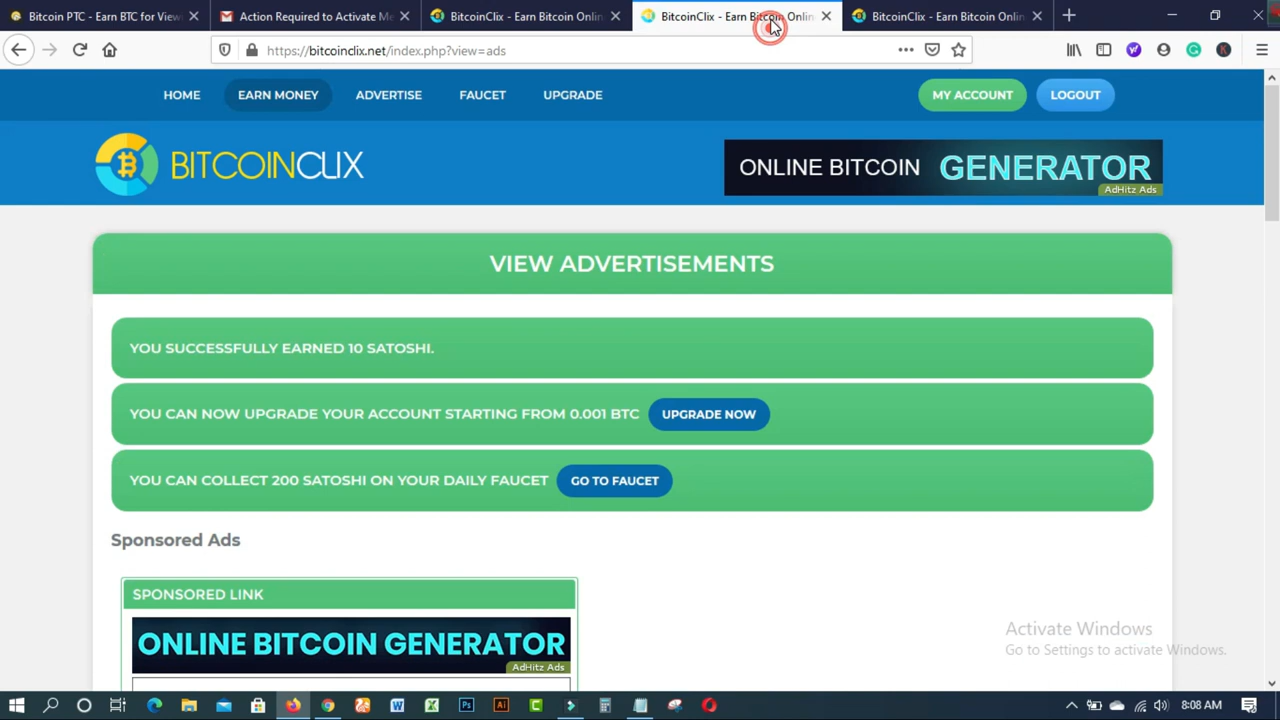 Bitcoin PTC - Earn BTC for View
Action Required to Activate M
BitcoinClix - Earn Bitcoin Onlin
BitcoinClix - Earn Bitcoin Onlin
BitcoinClix - Earn Bitcoin Onlin
https://bitcoinclix.net/index.php?view=ads
HOME
EARN MONEY
ADVERTISE
FAUCET
UPGRADE
MY ACCOUNT
LOGOUT
BITCOINCLIX
ONLINE BITCOIN GENERATOR
AdHitz Ads
VIEW ADVERTISEMENTS
YOU SUCCESSFULLY EARNED 10 SATOSHI.
YOU CAN NOW UPGRADE YOUR ACCOUNT STARTING FROM 0.001 BTC UPGRADE NOW
YOU CAN COLLECT 200 SATOSHI ON YOUR DAILY FAUCET GO TO FAUCET
Sponsored Ads
SPONSORED LINK
ONLINE BITCOIN GENERATOR
AdHitz Ads
Activate Windows
Go to Settings to activate Windows.
8:08 AM